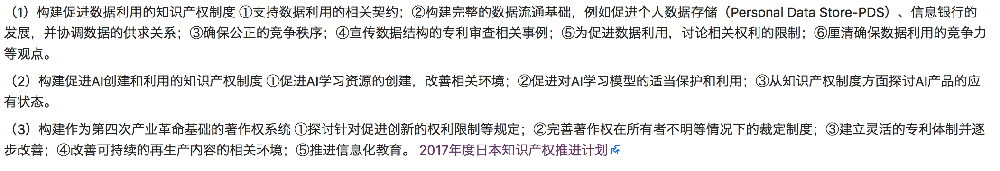 （1）构建促进数据利用的知识产权制度 ①支持数据利用的相关契约；②构建完整的数据流通基础，例如促进个人数据存储（Personal Data Store-PDS）、信息银行的
发展，并协调数据的供求关系；③确保公正的竞争秩序；④宣传数据结构的专利审查相关事例；⑤为促进数据利用，讨论相关权利的限制；⑥厘清确保数据利用的竞争力
等观点。
（2）构建促进AI创建和利用的知识产权制度 ①促进AI学习资源的创建，改善相关环境；②促进对AI学习模型的适当保护和利用；③从知识产权制度方面探讨AI产品的应
有状态。
（3）构建作为第四次产业革命基础的著作权系统 ①探讨针对促进创新的权利限制等规定；②完善著作权在所有者不明等情况下的裁定制度；③建立灵活的专利体制并逐
步改善；④改善可持续的再生产内容的相关环境；⑤推进信息化教育。 2017年度日本知识产权推进计划